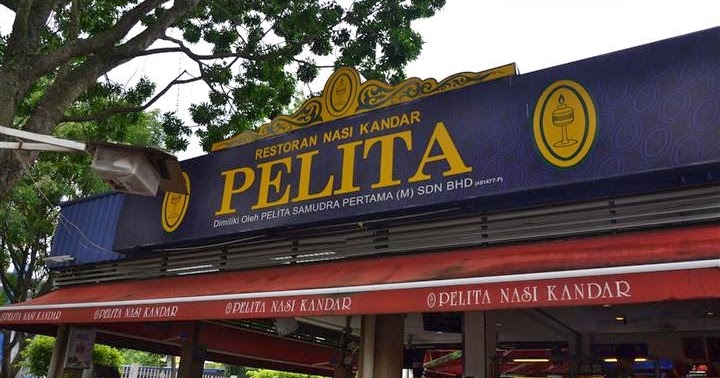 RESTORAN NASI KANDAR
PELITA
Dimiliki Oleh PELITA SAMUDRA PERTAMA (M) SDN BHD (461477-P)
PELITA NASI KANDAR
PELITA NASI KANDAR
PELITA NASI KANDAR
PELITA NASI KANDAR